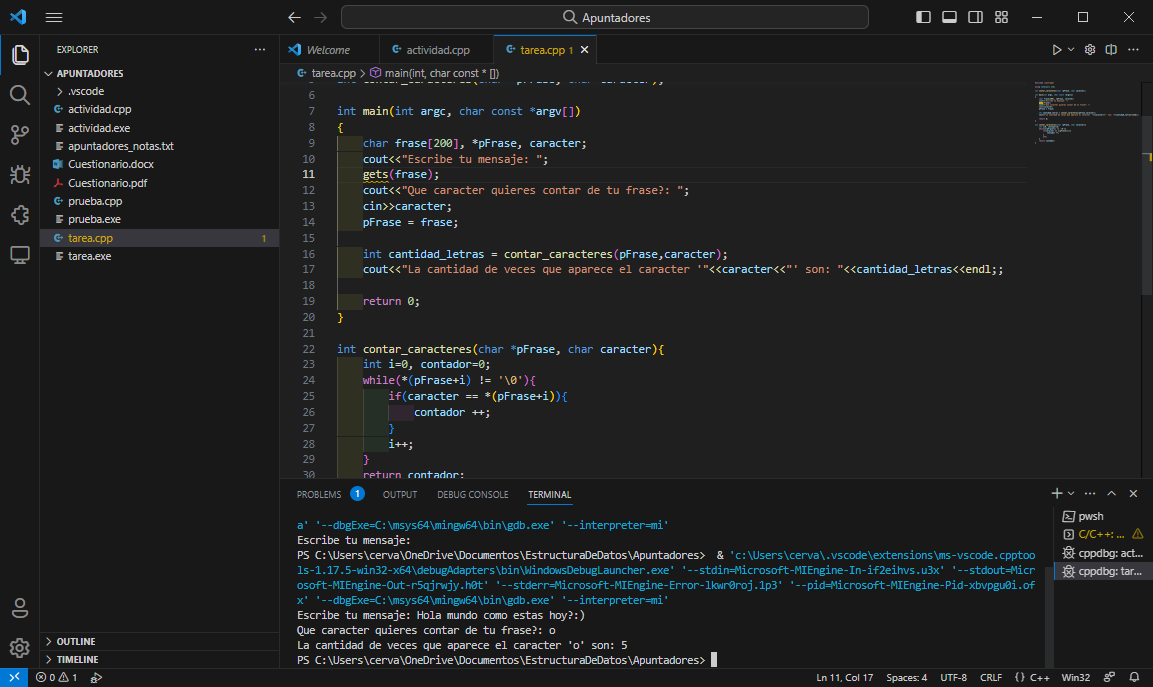 Apuntadores
EXPLORER
APUNTADORES
.vscode
actividad.cpp
actividad.exe
apuntadores_notas.txt
Cuestionario.docx
Cuestionario.pdf
prueba.cpp
prueba.exe
tarea.cpp 1
tarea.exe
OUTLINE
TIMELINE
Welcome
actividad.cpp
tarea.cpp 1
tarea.cpp > main(int, char const * [])
6
7 int main(int argc, char const *argv[])
8 {
9 char frase[200], *pFrase, caracter;
10 cout<<"Escribe tu mensaje: ";
11 gets(frase);
12 cout<<"Que caracter quieres contar de tu frase?: ";
13 cin>>caracter;
14 pFrase = frase;
15
16 int cantidad_letras = contar_caracteres(pFrase,caracter);
17 cout<<"La cantidad de veces que aparece el caracter '"<<caracter<<"' son: "<<cantidad_letras<<endl;;
18
19 return 0;
20 }
21
22 int contar_caracteres(char *pFrase, char caracter){
23 int i=0, contador=0;
24 while(*(pFrase+i) != '\0'){
25 if(caracter == *(pFrase+i)){
26 contador ++;
27 }
28 i++;
29 }
30 return contador;
PROBLEMS 1 OUTPUT DEBUG CONSOLE TERMINAL
a' '--dbgExe=C:\msys64\mingw64\bin\gdb.exe' '--interpreter=mi'
Escribe tu mensaje:
PS C:\Users\cerva\OneDrive\Documentos\EstructuraDeDatos\Apuntadores> & 'c:\Users\cerva\.vscode\extensions\ms-vscode.cpptoo
ls-1.17.5-win32-x64\debugAdapters\bin\WindowsDebugLauncher.exe' '--stdin=Microsoft-MIEngine-In-if2eihvs.u3x' '--stdout=Micr
osoft-MIEngine-Out-r5qjrwjy.h0t' '--stderr=Microsoft-MIEngine-Error-lkwr0roj.1p3' '--pid=Microsoft-MIEngine-Pid-xbvpgu0i.of
x' '--dbgExe=C:\msys64\mingw64\bin\gdb.exe' '--interpreter=mi'
Escribe tu mensaje: Hola mundo como estas hoy?:)
Que caracter quieres contar de tu frase?: o
La cantidad de veces que aparece el caracter 'o' son: 5
PS C:\Users\cerva\OneDrive\Documentos\EstructuraDeDatos\Apuntadores>
pwsh
C/C++: ...
cppdbg: act...
cppdbg: tar...
0 1
Ln 11, Col 17 Spaces: 4 UTF-8 CRLF {} C++ Win32